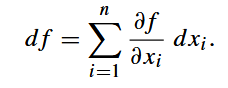 df = \sum_{i=1}^{n} \frac{\partial f}{\partial x_i} dx_i.